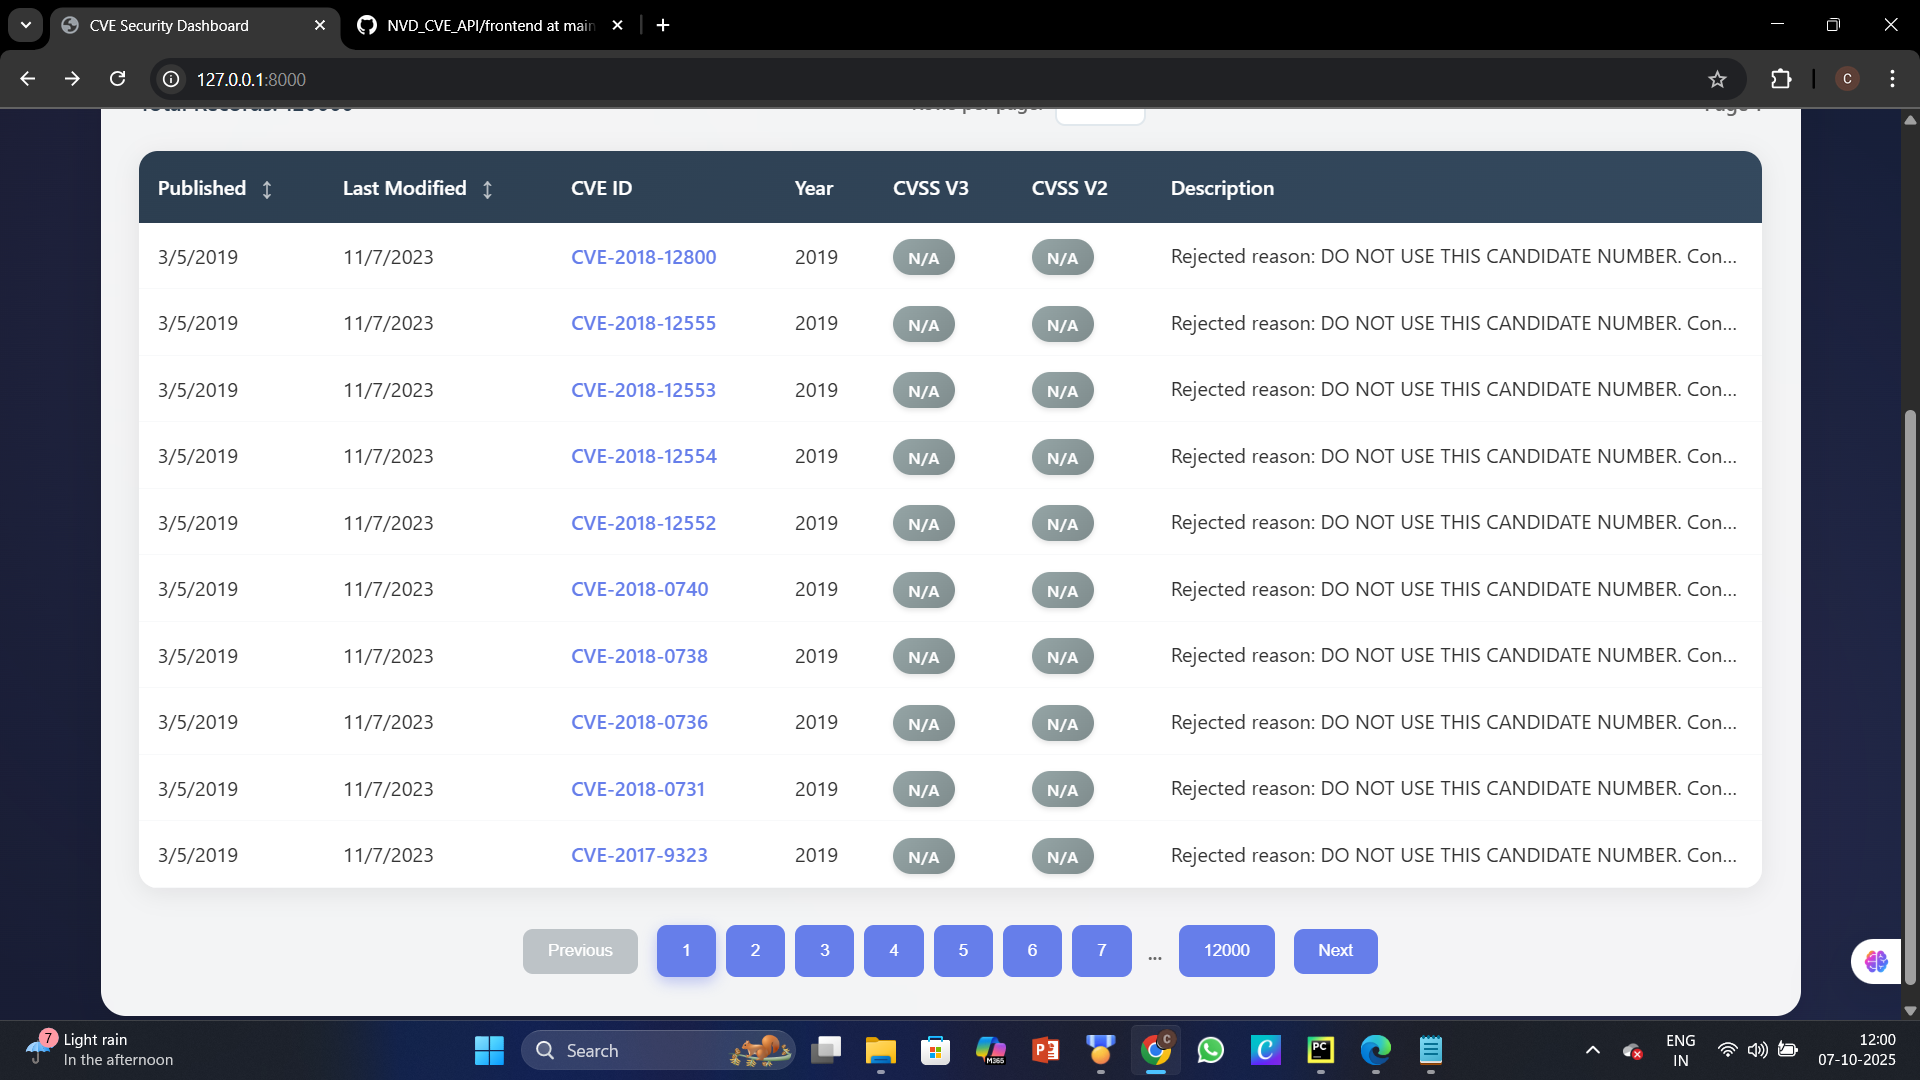 CVE Security Dashboard
NVD_CVE_API/frontend at main
127.0.0.1:8000
C
Total Records: 120000
Rows per page:
Page 1
Published Last Modified CVE ID Year CVSS V3 CVSS V2 Description
3/5/2019 11/7/2023 CVE-2018-12800 2019 N/A N/A Rejected reason: DO NOT USE THIS CANDIDATE NUMBER. Con...
3/5/2019 11/7/2023 CVE-2018-12555 2019 N/A N/A Rejected reason: DO NOT USE THIS CANDIDATE NUMBER. Con...
3/5/2019 11/7/2023 CVE-2018-12553 2019 N/A N/A Rejected reason: DO NOT USE THIS CANDIDATE NUMBER. Con...
3/5/2019 11/7/2023 CVE-2018-12554 2019 N/A N/A Rejected reason: DO NOT USE THIS CANDIDATE NUMBER. Con...
3/5/2019 11/7/2023 CVE-2018-12552 2019 N/A N/A Rejected reason: DO NOT USE THIS CANDIDATE NUMBER. Con...
3/5/2019 11/7/2023 CVE-2018-0740 2019 N/A N/A Rejected reason: DO NOT USE THIS CANDIDATE NUMBER. Con...
3/5/2019 11/7/2023 CVE-2018-0738 2019 N/A N/A Rejected reason: DO NOT USE THIS CANDIDATE NUMBER. Con...
3/5/2019 11/7/2023 CVE-2018-0736 2019 N/A N/A Rejected reason: DO NOT USE THIS CANDIDATE NUMBER. Con...
3/5/2019 11/7/2023 CVE-2018-0731 2019 N/A N/A Rejected reason: DO NOT USE THIS CANDIDATE NUMBER. Con...
3/5/2019 11/7/2023 CVE-2017-9323 2019 N/A N/A Rejected reason: DO NOT USE THIS CANDIDATE NUMBER. Con...
Previous 1 2 3 4 5 6 7 ... 12000 Next
7
Light rain
In the afternoon
Search
M365
P
C
C
PC
ENG
IN
12:00
07-10-2025